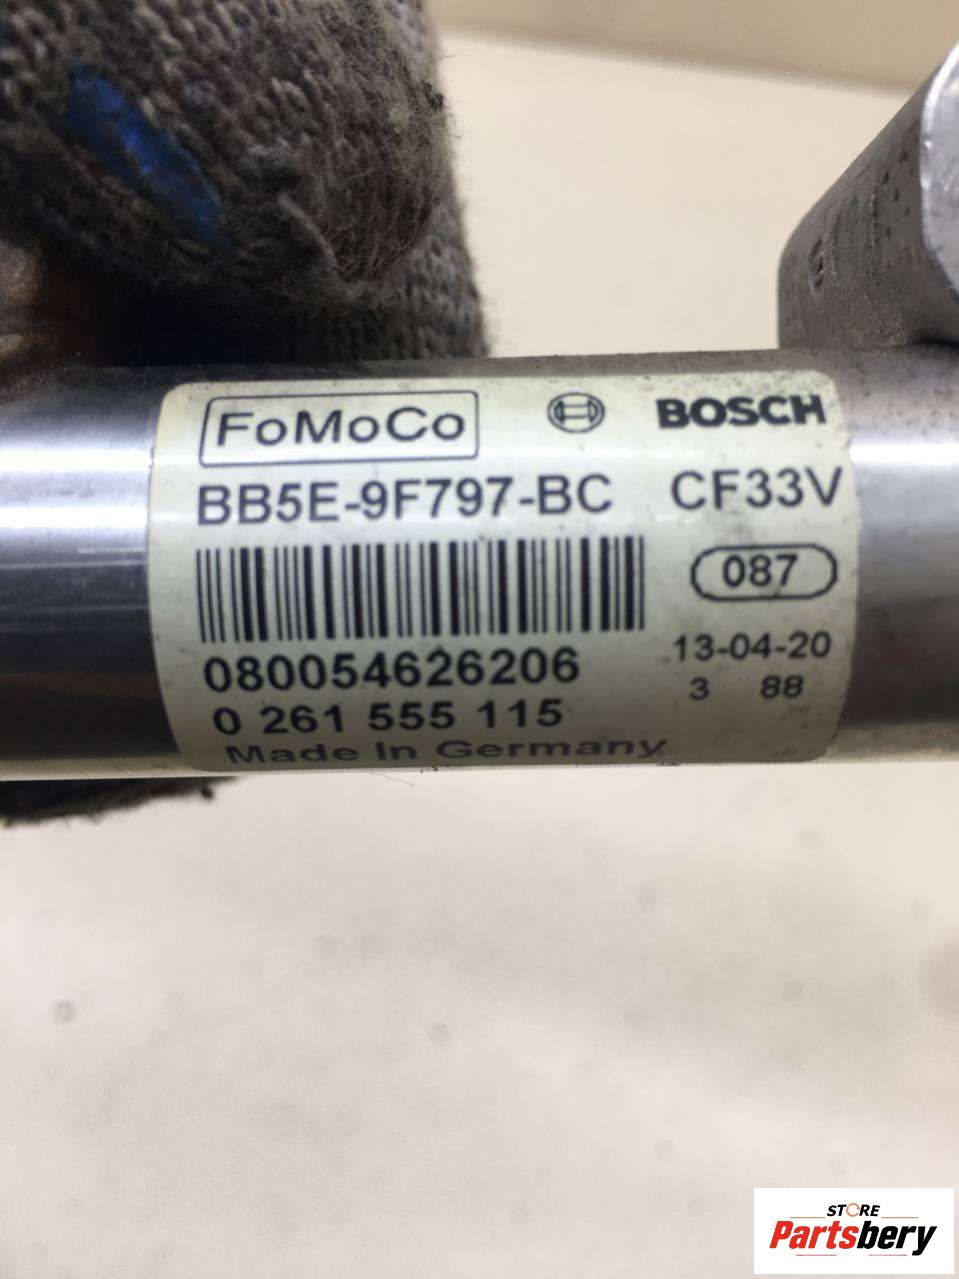 FoMoCo BOSCH
BB5E-9F797-BC CF33V
087
080054626206 13-04-20
0 261 555 115 3 88
Made In Germany
STORE
Partsbery